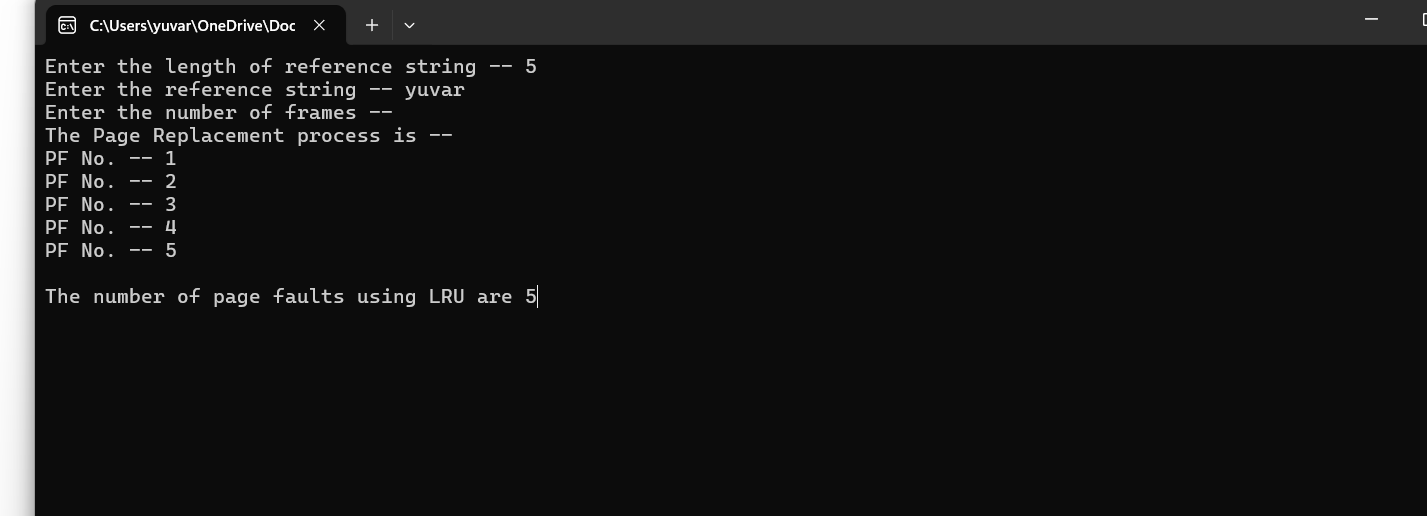 C:\Users\yuvar\OneDrive\Doc
Enter the length of reference string -- 5
Enter the reference string -- yuvar
Enter the number of frames --
The Page Replacement process is --
PF No. -- 1
PF No. -- 2
PF No. -- 3
PF No. -- 4
PF No. -- 5
The number of page faults using LRU are 5